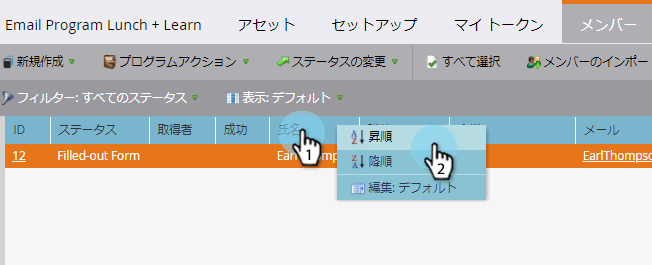 Email Program Lunch + Learn アセット セットアップ マイ トークン メンバー
新規作成 プログラムアクション ステータスの変更 すべて選択 メンバーのインポー
フィルター: すべてのステータス 表示: デフォルト
ID ステータス 取得者 成功 氏名 メール
昇順
12 Filled-out Form EarlThompso
降順
編集: デフォルト
1
2